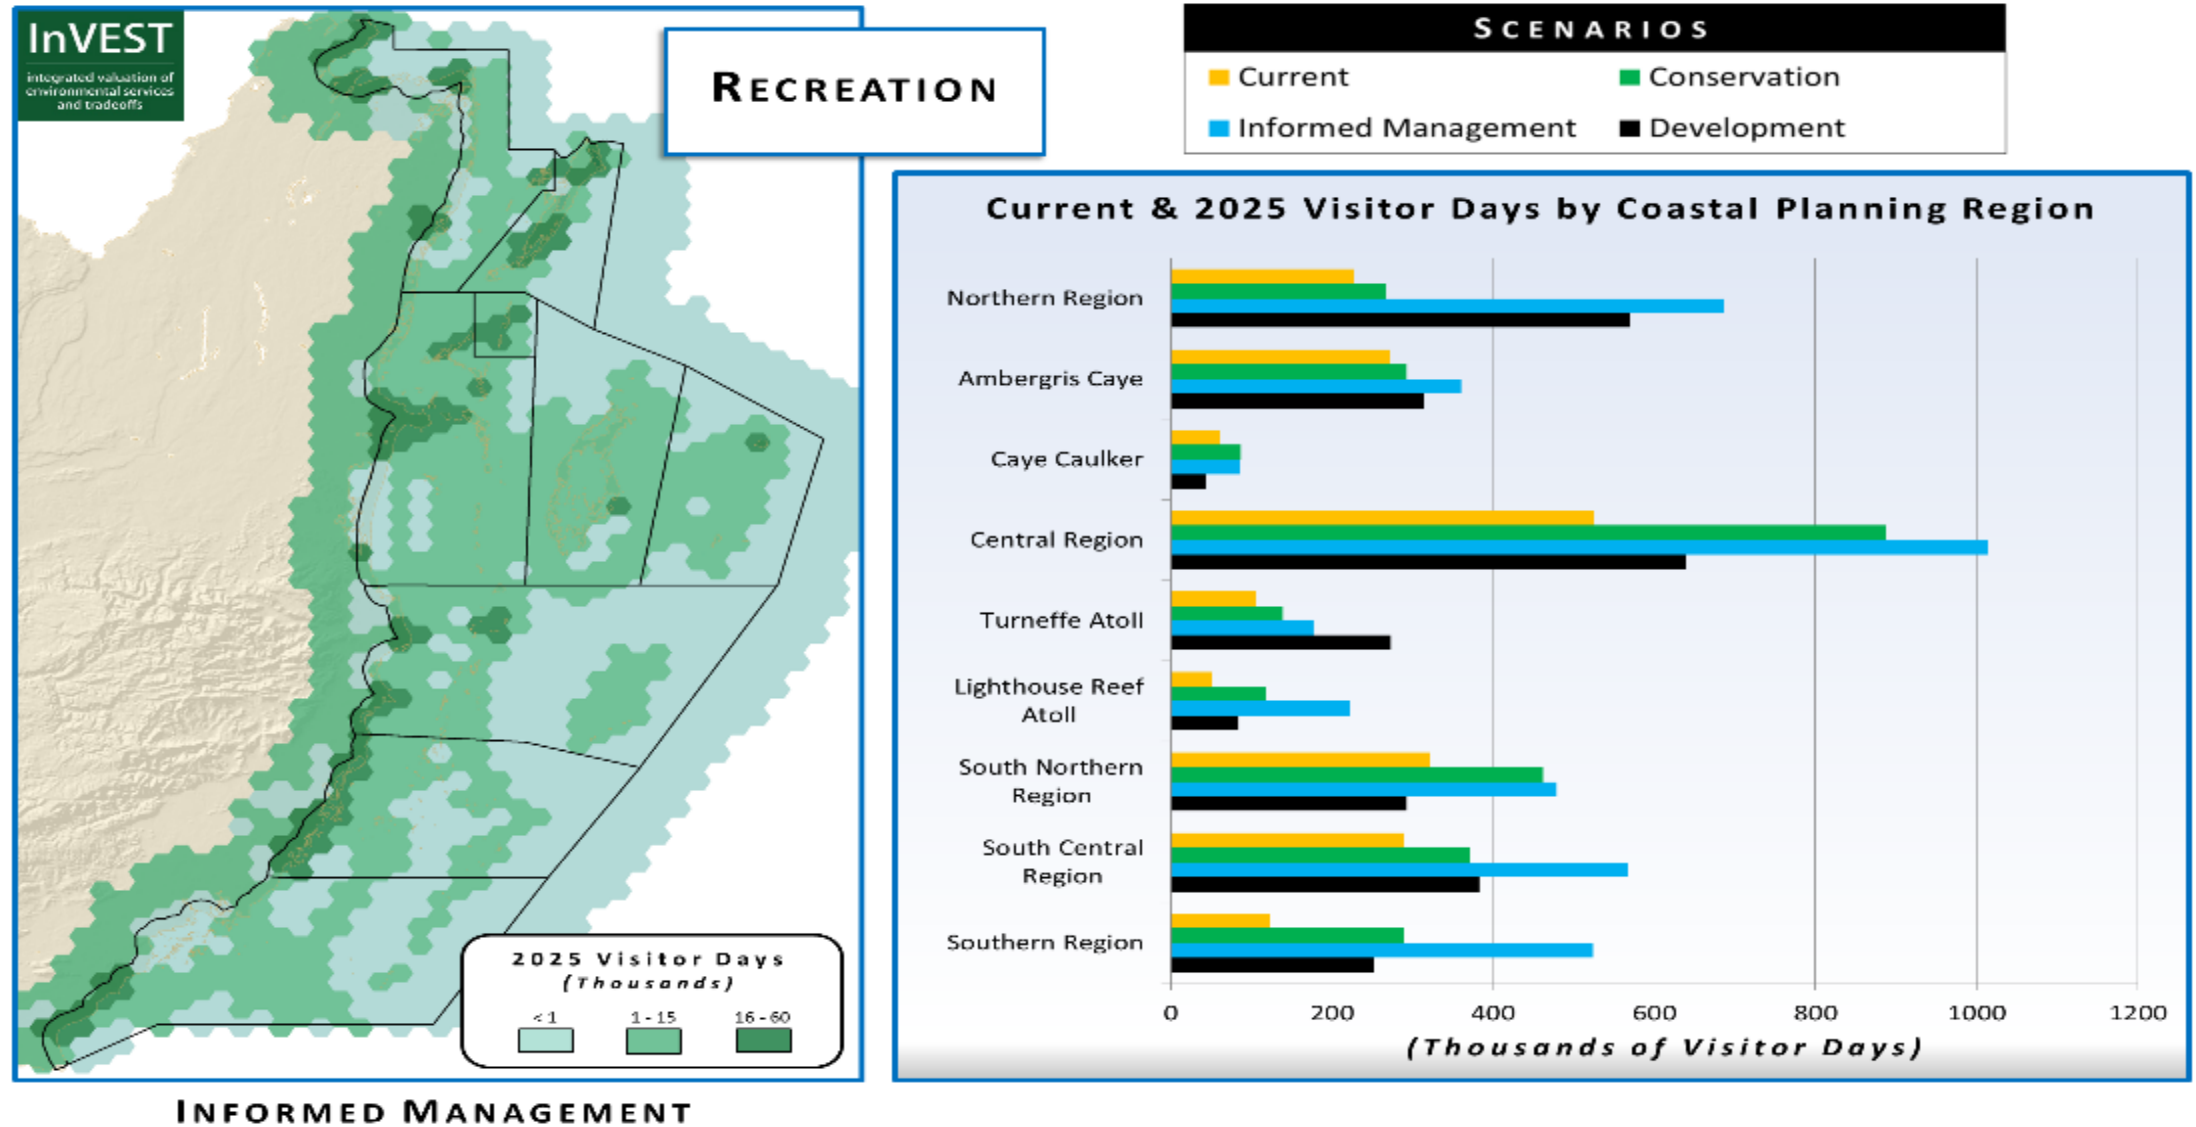 InVEST
integrated valuation of
environmental services
and tradeoffs
RECREATION
SCENARIOS
Current
Conservation
Informed Management
Development
Current & 2025 Visitor Days by Coastal Planning Region
Northern Region
Ambergris Caye
Caye Caulker
Central Region
Turneffe Atoll
Lighthouse Reef
Atoll
South Northern
Region
South Central
Region
Southern Region
0 200 400 600 800 1000 1200
(Thousands of Visitor Days)
2025 Visitor Days
(Thousands)
<1 1-15 16-60
INFORMED MANAGEMENT